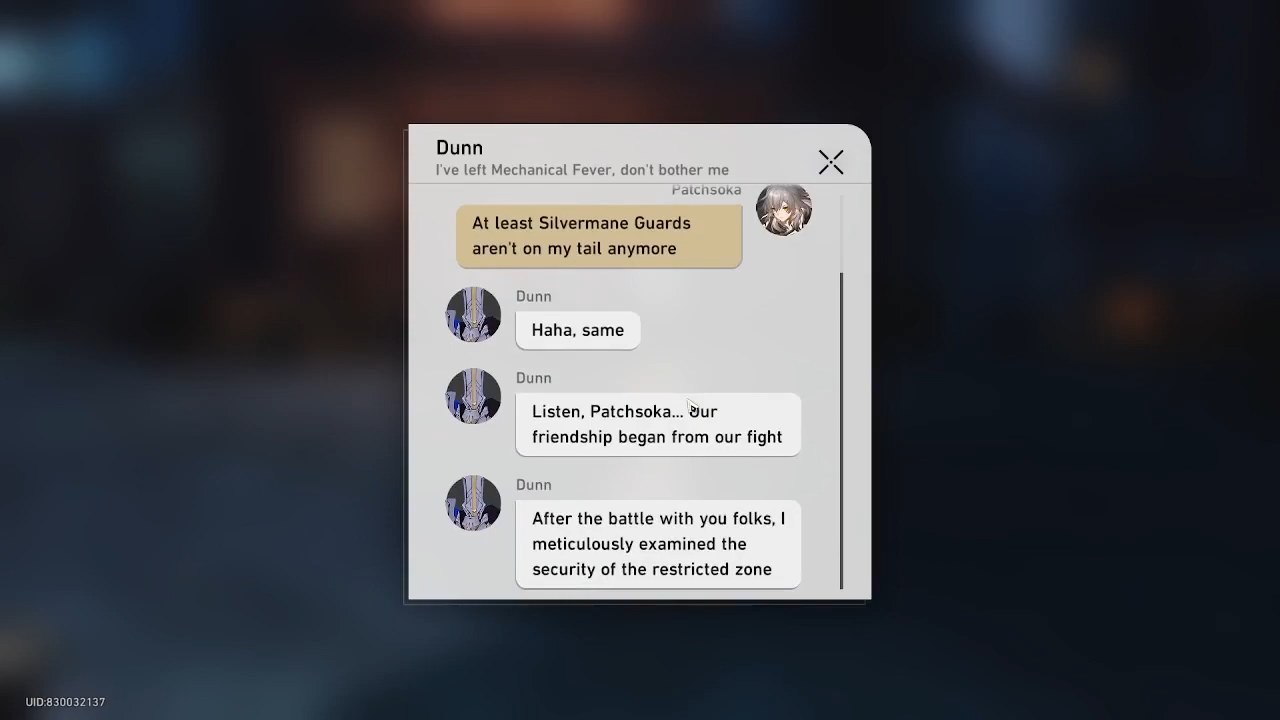 Dunn
I've left Mechanical Fever, don't bother me
Patchsoka
At least Silvermane Guards
aren't on my tail anymore
Dunn
Haha, same
Dunn
Listen, Patchsoka... Our
friendship began from our fight
Dunn
After the battle with you folks, I
meticulously examined the
security of the restricted zone
UID:830032137